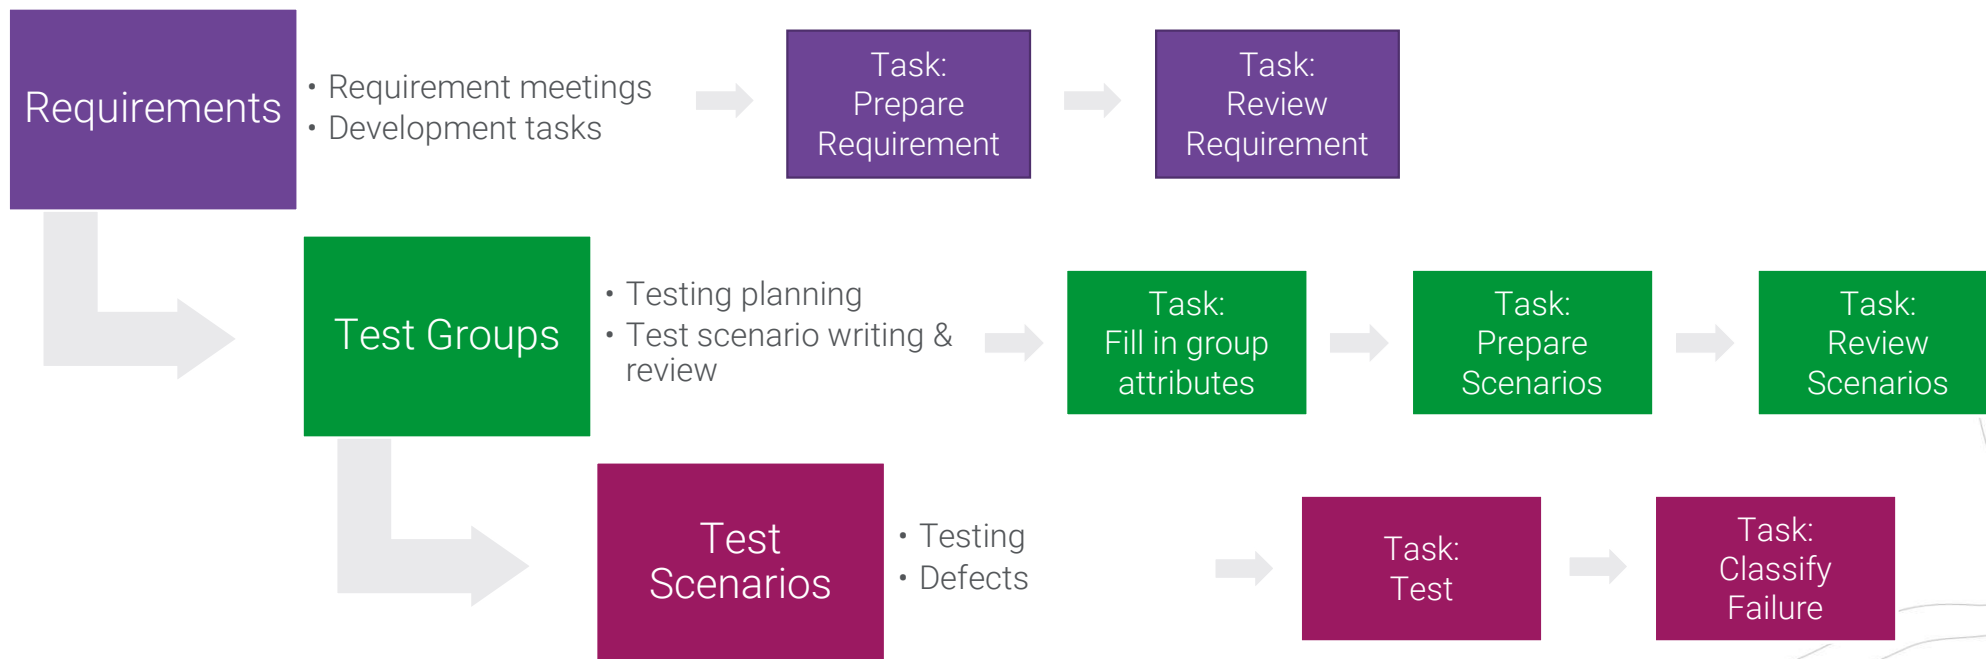 Requirements
• Requirement meetings
• Development tasks
Task:
Prepare
Requirement
Task:
Review
Requirement
Test Groups
• Testing planning
• Test scenario writing &
review
Task:
Fill in group
attributes
Task:
Prepare
Scenarios
Task:
Review
Scenarios
Test
Scenarios
• Testing
• Defects
Task:
Test
Task:
Classify
Failure